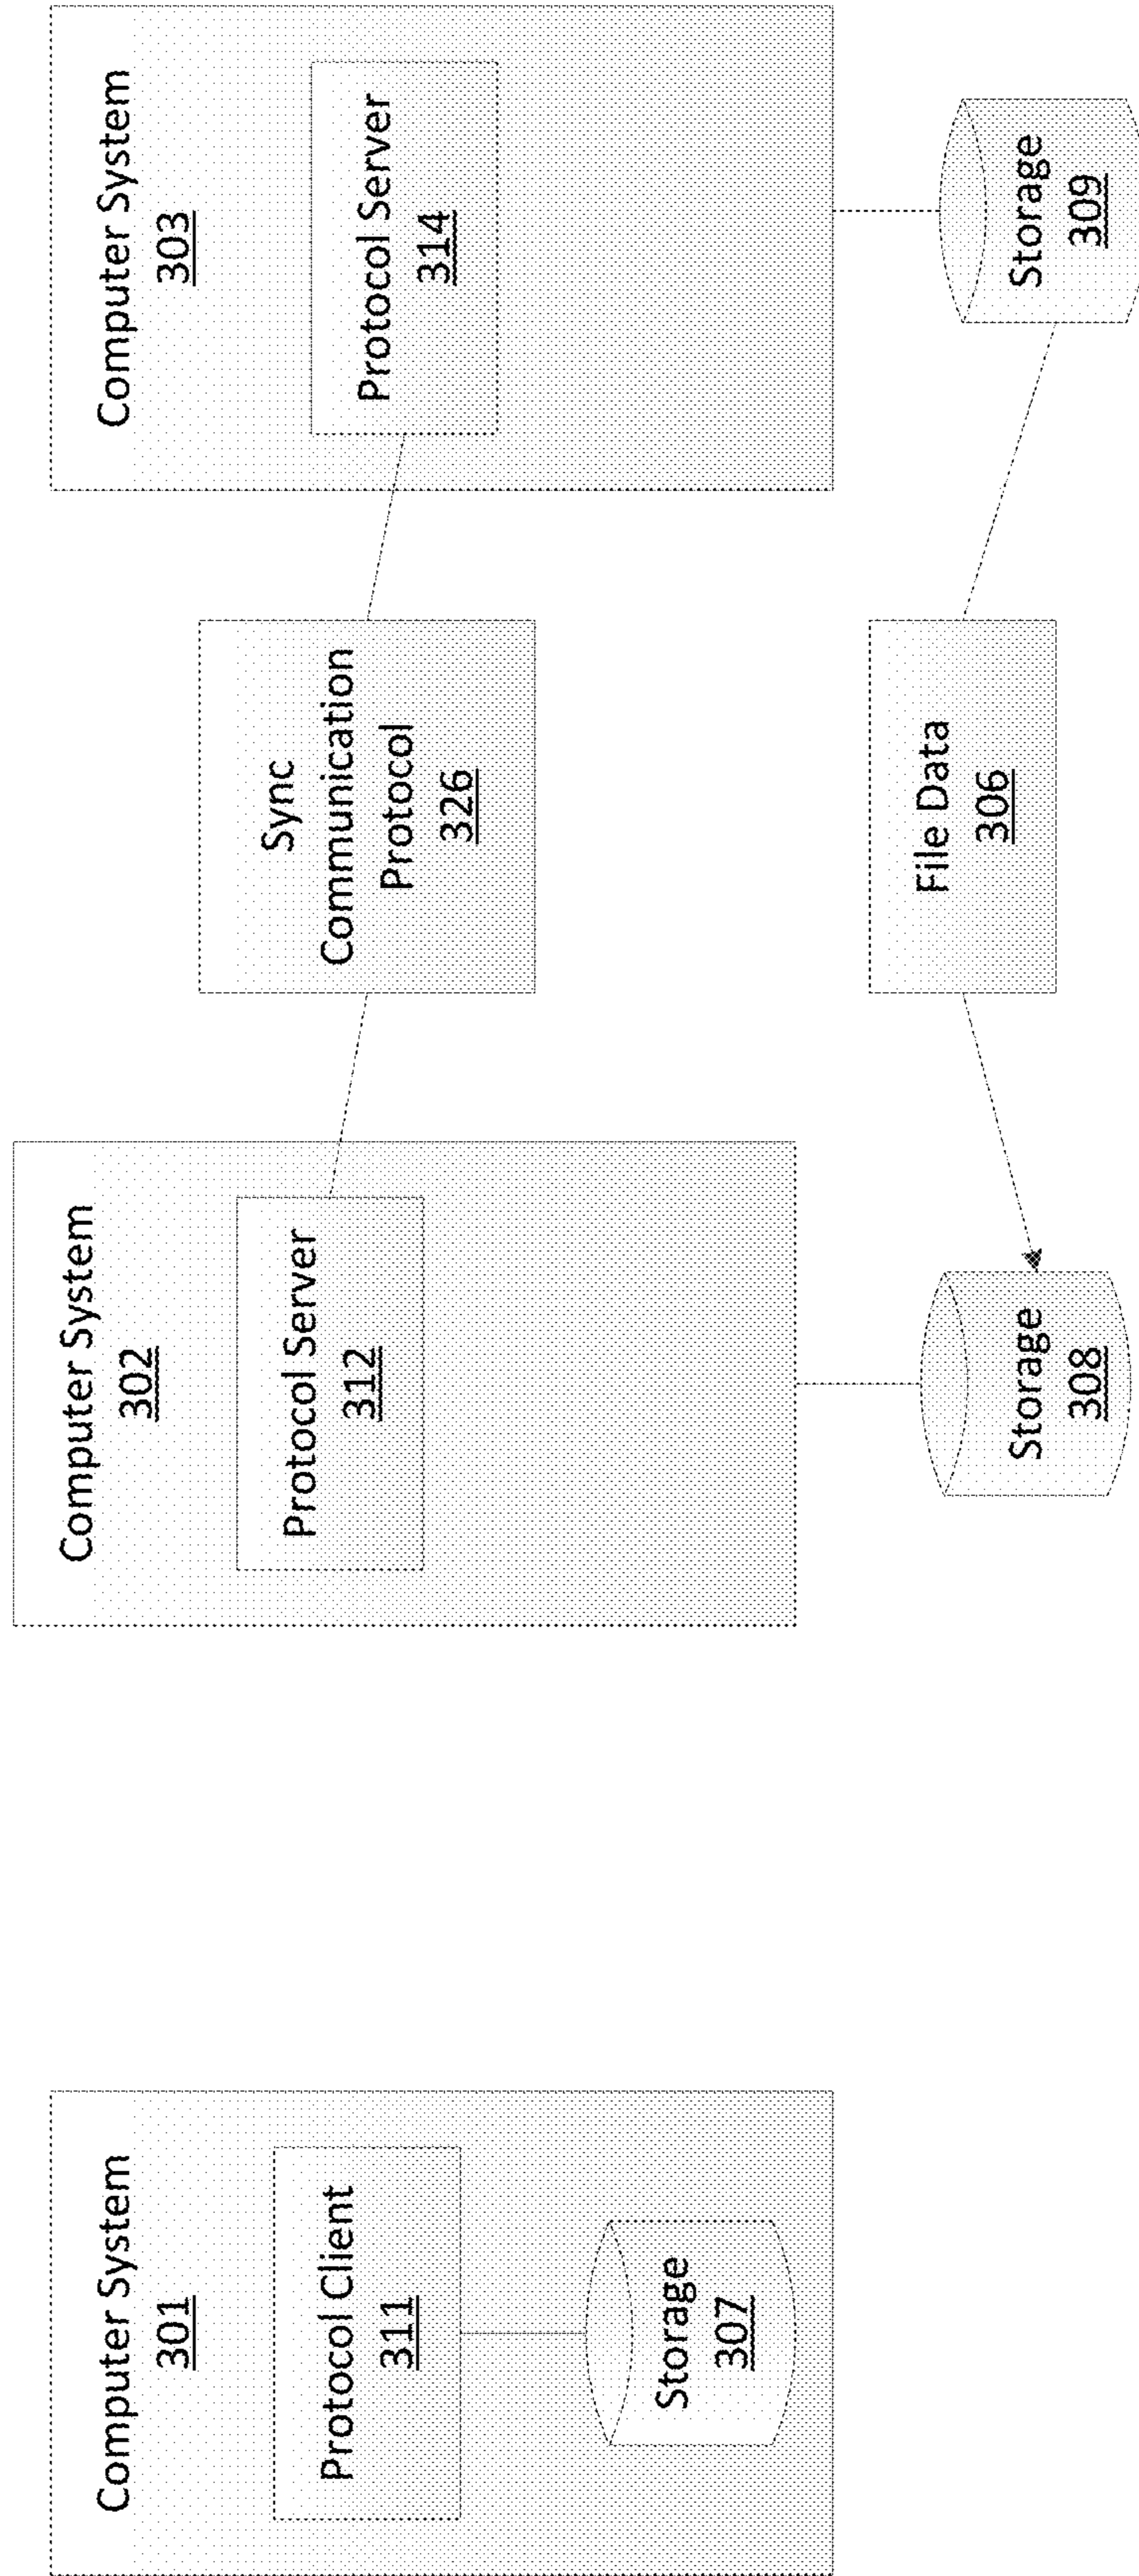 Computer System
301
Protocol Client
311
Storage
307
Computer System
302
Protocol Server
312
Storage
308
Sync
Communication
Protocol
326
File Data
306
Computer System
303
Protocol Server
314
Storage
309